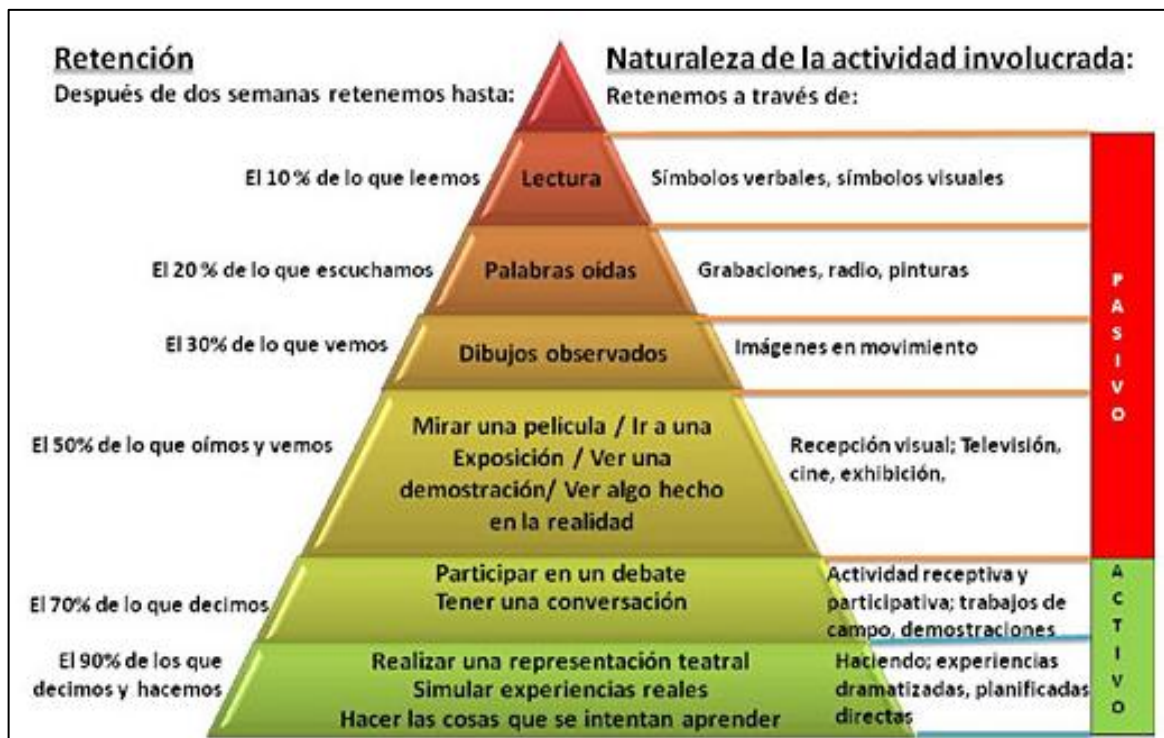 Retención
Después de dos semanas retenemos hasta:
Naturaleza de la actividad involucrada:
Retenemos a través de:
El 10 % de lo que leemos
Lectura
Símbolos verbales, símbolos visuales
El 20 % de lo que escuchamos
Palabras oídas
Grabaciones, radio, pinturas
El 30% de lo que vemos
Dibujos observados
Imágenes en movimiento
El 50% de lo que oímos y vemos
Mirar una película / Ir a una
Exposición / Ver una
demostración/ Ver algo hecho
en la realidad
Recepción visual; Televisión,
cine, exhibición,
PASIVO
El 70% de lo que decimos
Participar en un debate
Tener una conversación
Actividad receptiva y
participativa; trabajos de
campo, demostraciones
El 90% de los que
decimos y hacemos
Realizar una representación teatral
Simular experiencias reales
Hacer las cosas que se intentan aprender
Haciendo; experiencias
dramatizadas, planificadas
directas
ACTIVO